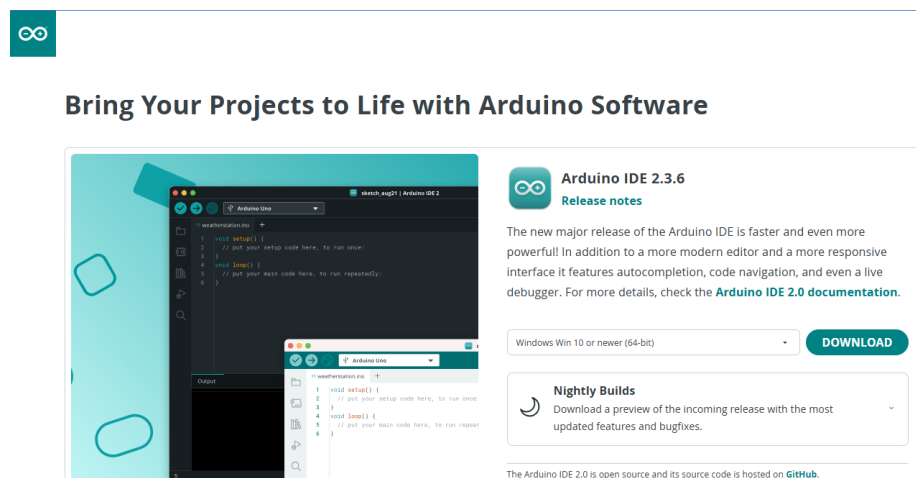 Bring Your Projects to Life with Arduino Software
sketch_aug21 | Arduino IDE 2
Arduino Uno
weatherstation.ino +
1 void setup() {
2 // put your setup code here, to run once:
3 }
4 void loop() {
5 // put your main code here, to run repeatedly:
6 }
Output
Arduino Uno
weatherstation.ino +
1 void setup() {
2 // put your setup code here, to run once
3 }
4 void loop() {
5 // put your main code here, to run repeat
6 }
Arduino IDE 2.3.6
Release notes
The new major release of the Arduino IDE is faster and even more
powerful! In addition to a more modern editor and a more responsive
interface it features autocompletion, code navigation, and even a live
debugger. For more details, check the Arduino IDE 2.0 documentation.
Windows Win 10 or newer (64-bit)
DOWNLOAD
Nightly Builds
Download a preview of the incoming release with the most
updated features and bugfixes.
The Arduino IDE 2.0 is open source and its source code is hosted on GitHub.